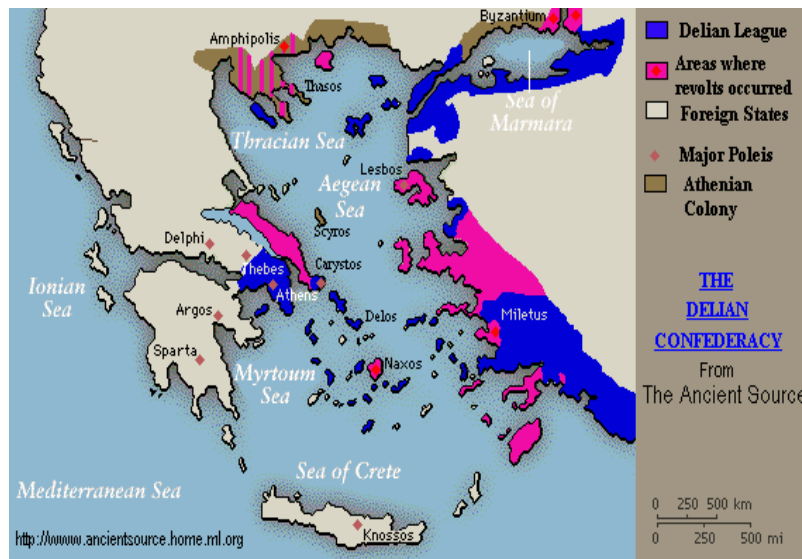 Byzantium
Amphipolis
Thasos
Sea of
Marmara
Thracian Sea
Lesbos
Aegean
Sea
Scyros
Delphi
Thebes
Carystos
Ionian
Sea
Athens
Argos
Delos
Miletus
Sparta
Naxos
Myrtoum
Sea
Sea of Crete
Mediterranean Sea
Knossos
http://wwww.ancientsource.home.ml.org
Delian League
Areas where
revolts occurred
Foreign States
Major Poleis
Athenian
Colony
THE
DELIAN
CONFEDERACY
From
The Ancient Source
0 250 500 km
0 250 500 mi